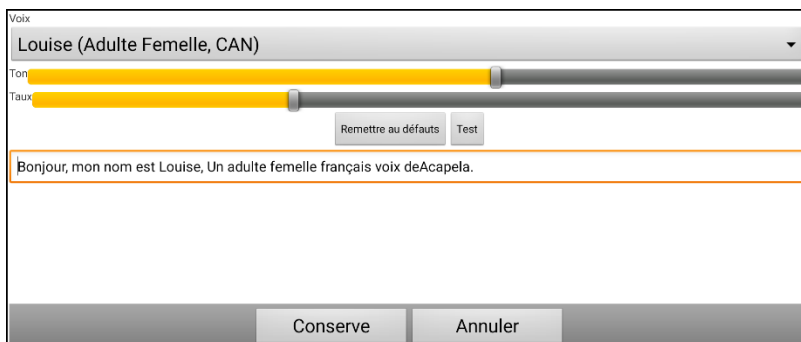 Voix
Louise (Adulte Femelle, CAN)
Ton
Taux
Remettre au défauts Test
Bonjour, mon nom est Louise, Un adulte femelle français voix deAcapela.
Conserve Annuler